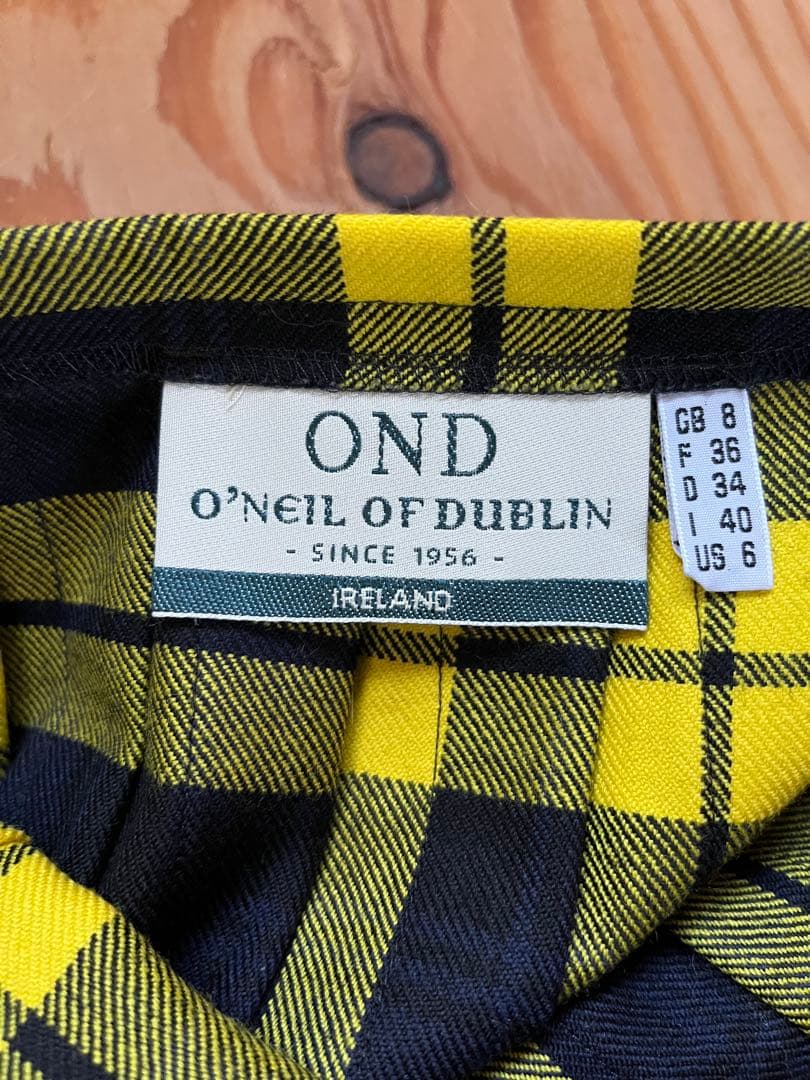 OND
O'NEIL OF DUBLIN
- SINCE 1956 -
IRELAND
GB 8
F 36
D 34
I 40
US 6